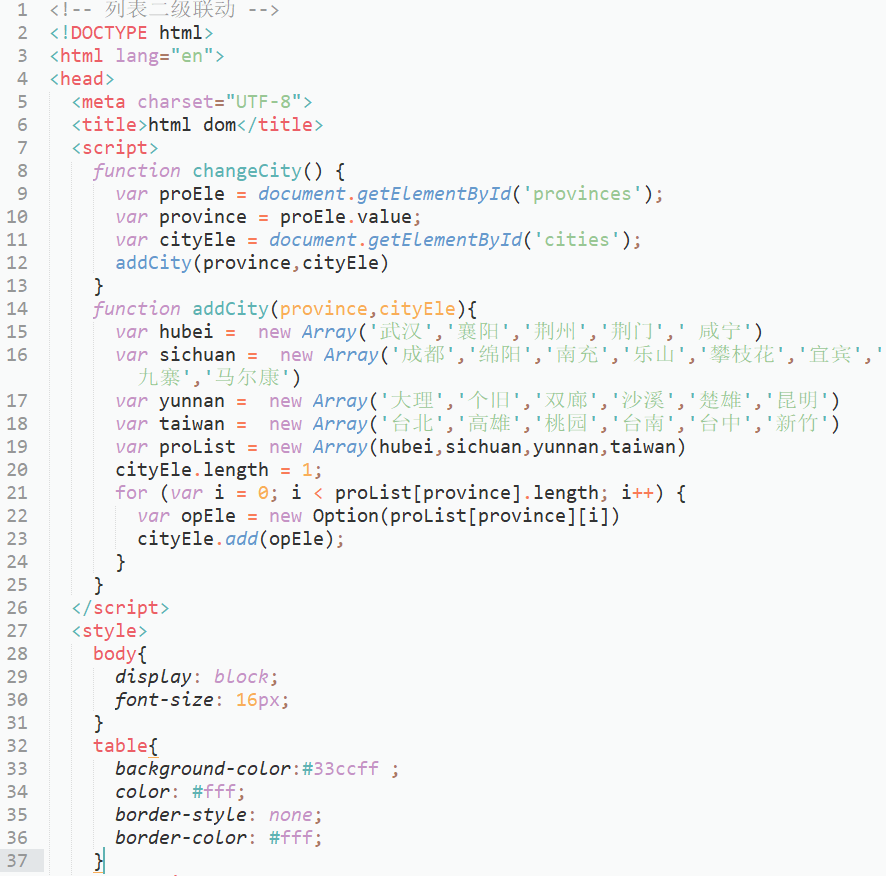 1 <!-- 列表二级联动 -->
2 <!DOCTYPE html>
3 <html lang="en">
4 <head>
5 <meta charset="UTF-8">
6 <title>html dom</title>
7 <script>
8 function changeCity() {
9 var proEle = document.getElementById('provinces');
10 var province = proEle.value;
11 var cityEle = document.getElementById('cities');
12 addCity(province,cityEle)
13 }
14 function addCity(province,cityEle){
15 var hubei =  new Array('武汉','襄阳','荆州','荆门',' 咸宁')
16 var sichuan =  new Array('成都','绵阳','南充','乐山','攀枝花','宜宾','
九寨','马尔康')
17 var yunnan =  new Array('大理','个旧','双廊','沙溪','楚雄','昆明')
18 var taiwan =  new Array('台北','高雄','桃园','台南','台中','新竹')
19 var proList = new Array(hubei,sichuan,yunnan,taiwan)
20 cityEle.length = 1;
21 for (var i = 0; i < proList[province].length; i++) {
22 var opEle = new Option(proList[province][i])
23 cityEle.add(opEle);
24 }
25 }
26 </script>
27 <style>
28 body{
29 display: block;
30 font-size: 16px;
31 }
32 table{
33 background-color:#33ccff ;
34 color: #fff;
35 border-style: none;
36 border-color: #fff;
37 }